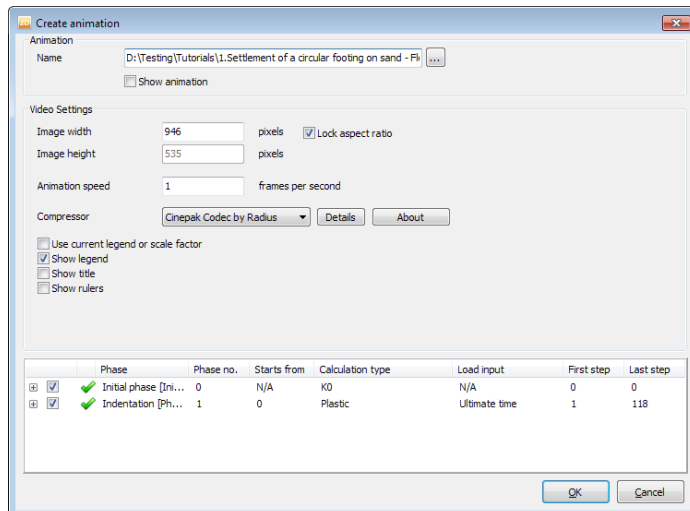 2D Create animation
Animation
Name D:\Testing\Tutorials\1.Settlement of a circular footing on sand - Fl ...
Show animation
Video Settings
Image width 946 pixels Lock aspect ratio
Image height 535 pixels
Animation speed 1 frames per second
Compressor Cinepak Codec by Radius Details About
Use current legend or scale factor
Show legend
Show title
Show rulers
Phase Phase no. Starts from Calculation type Load input First step Last step
Initial phase [Ini... 0 N/A K0 N/A 0 0
Indentation [Ph... 1 0 Plastic Ultimate time 1 118
OK Cancel